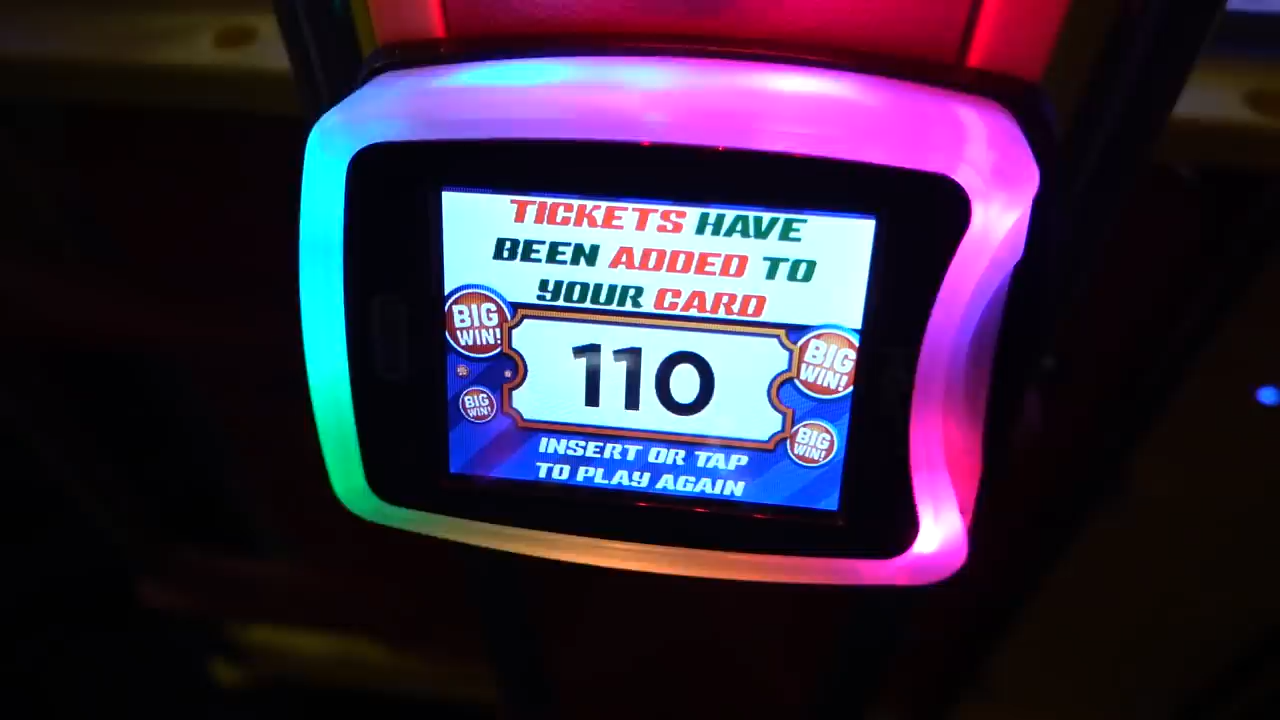 TICKETS HAVE
BEEN ADDED TO
YOUR CARD
BIG
WIN!
110
BIG
WIN!
BIG
WIN!
BIG
WIN!
INSERT OR TAP
TO PLAY AGAIN